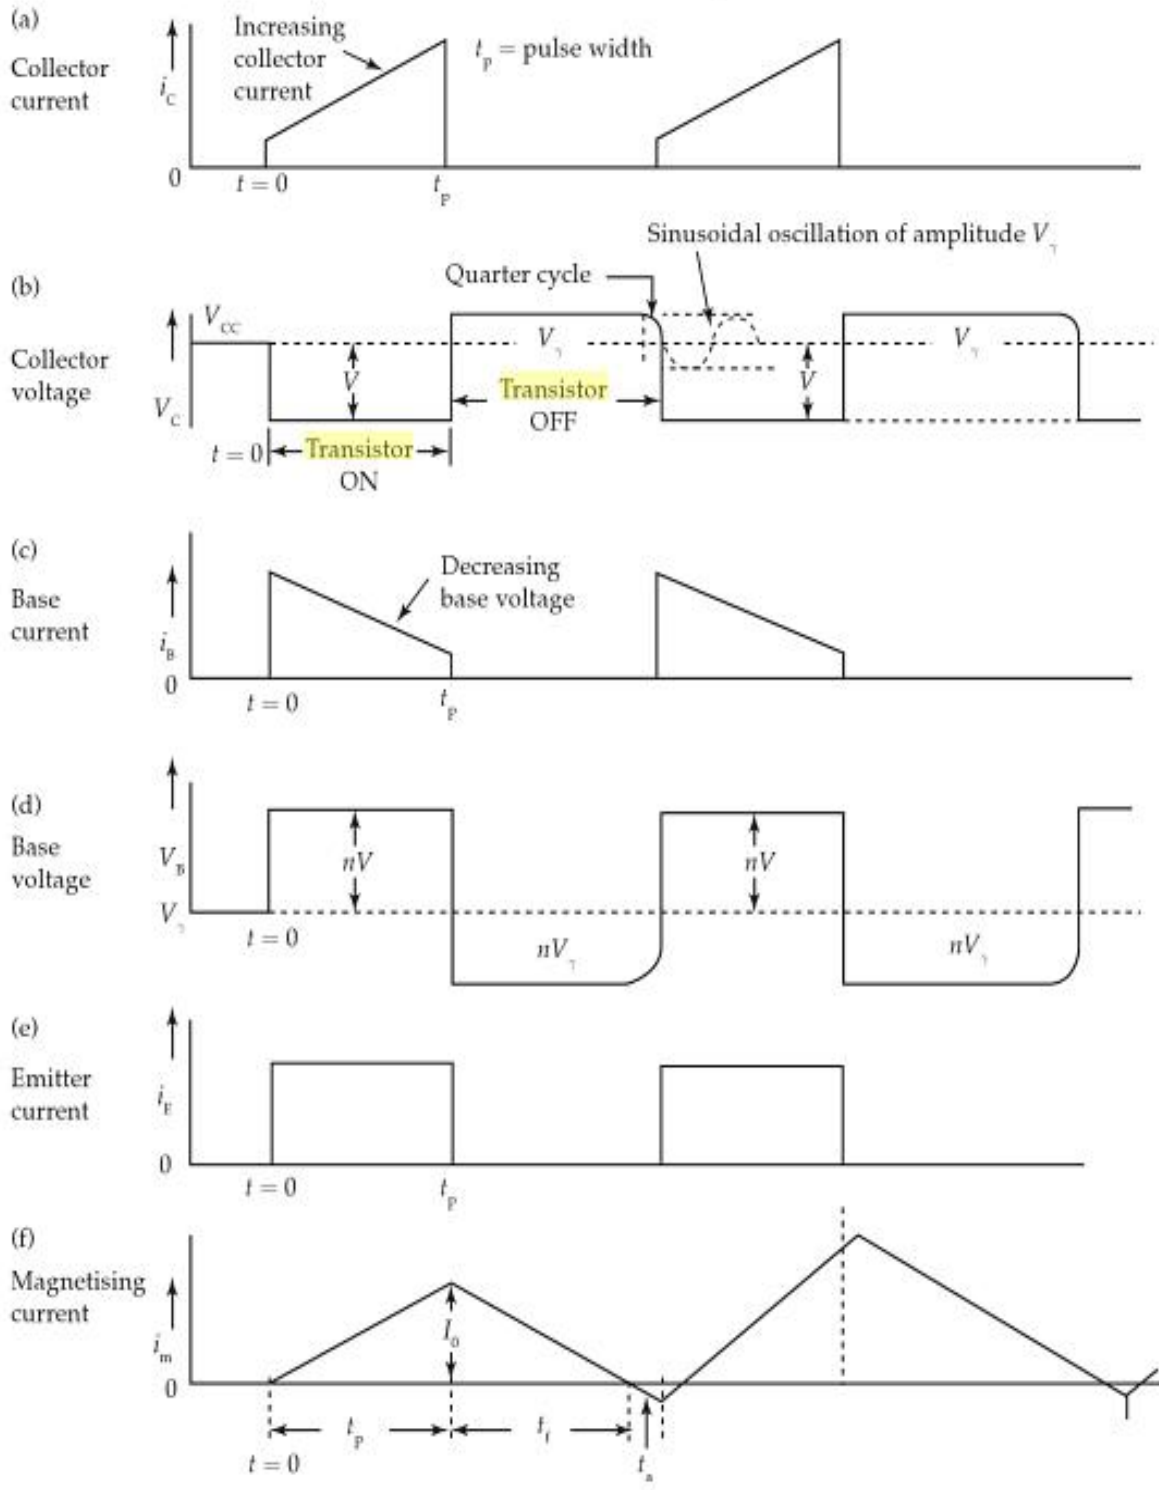 (a)
Collector
current
i_C
0
Increasing
collector
current
t_p = pulse width
t = 0
t_p
Sinusoidal oscillation of amplitude V_γ
Quarter cycle
(b)
Collector
voltage
V_CC
V_C
V
V_γ
Transistor
OFF
V
V_γ
t = 0
Transistor
ON
(c)
Base
current
i_B
0
Decreasing
base voltage
t = 0
t_p
(d)
Base
voltage
V_B
V_γ
nV
nV
t = 0
nV_γ
nV_γ
(e)
Emitter
current
i_E
0
t = 0
t_p
(f)
Magnetising
current
i_m
0
I_0
t_p
t_f
t = 0
t_a